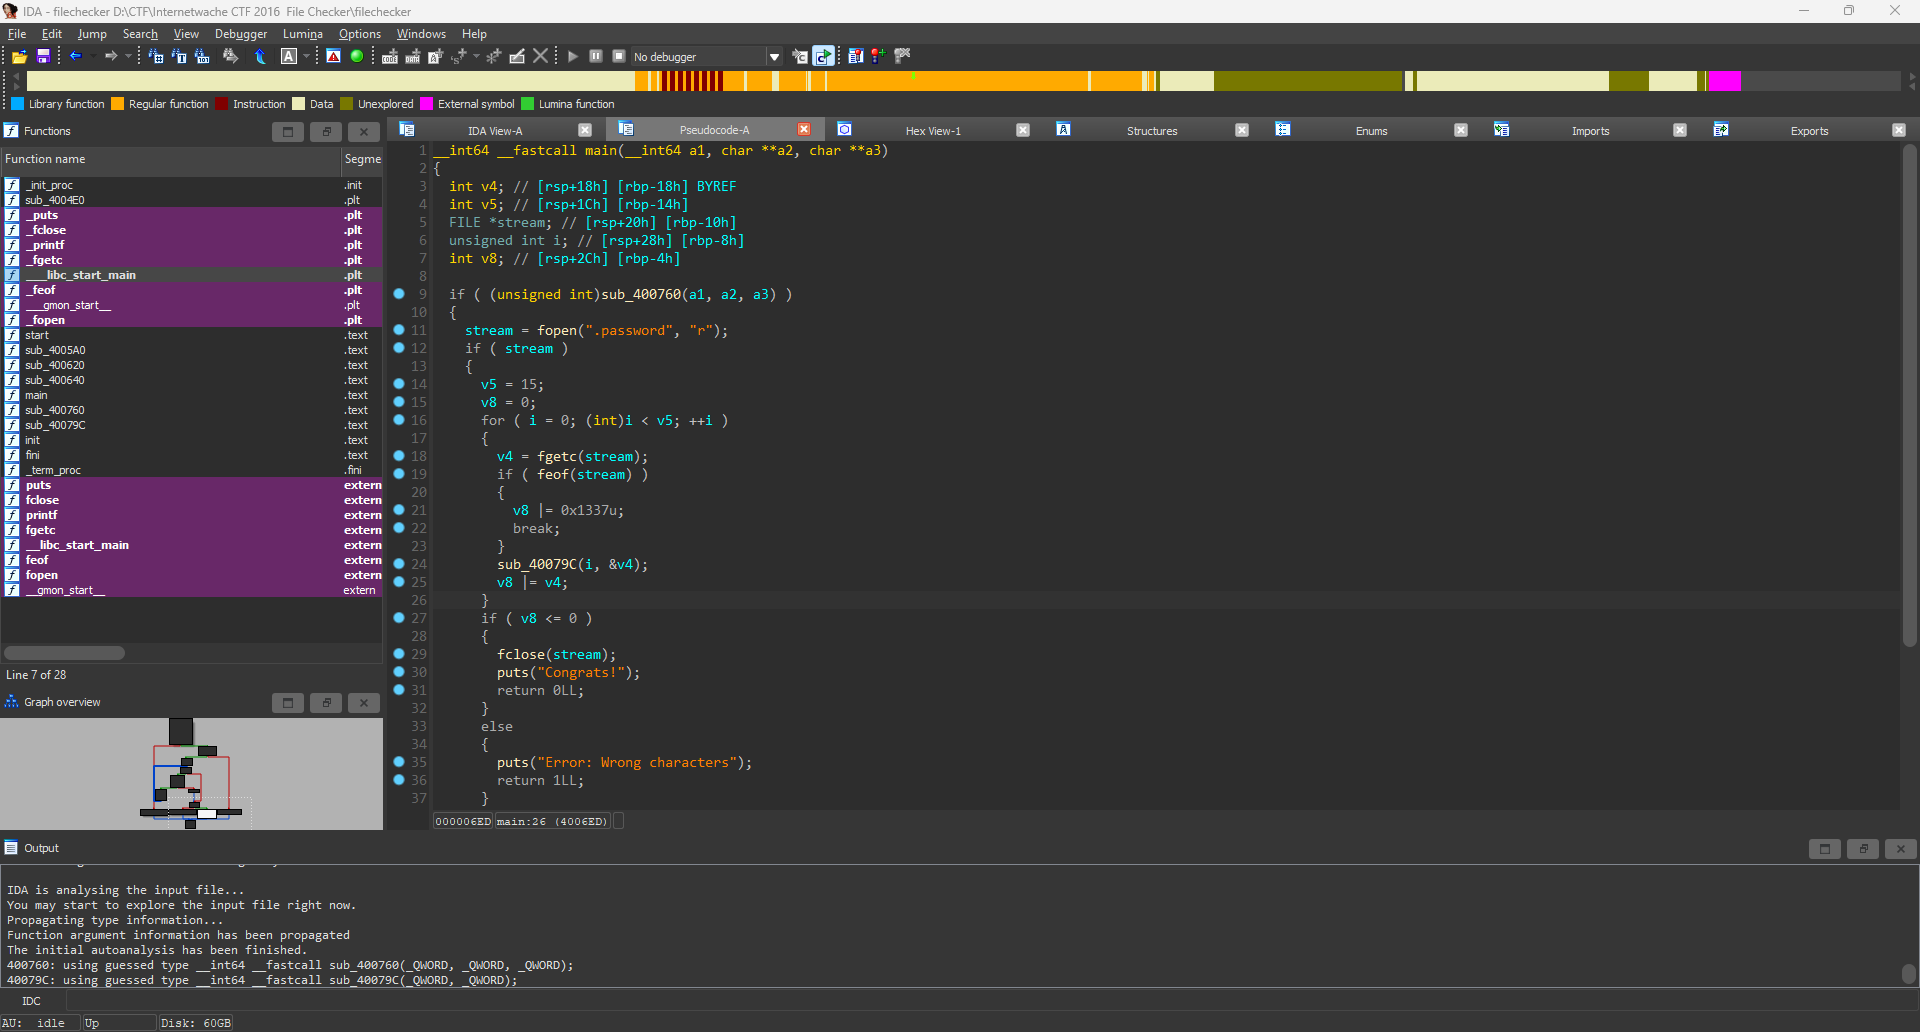 IDA - filechecker D:\CTF\Internetwache CTF 2016 File Checker\filechecker
File Edit Jump Search View Debugger Lumina Options Windows Help
No debugger
Library function Regular function Instruction Data Unexplored External symbol Lumina function
Functions
Function name Segme
_init_proc .init
sub_4004E0 .plt
_puts .plt
_fclose .plt
_printf .plt
_fgetc .plt
___libc_start_main .plt
_feof .plt
___gmon_start__ .plt
_fopen .plt
start .text
sub_4005A0 .text
sub_400620 .text
sub_400640 .text
main .text
sub_400760 .text
sub_40079C .text
init .text
fini .text
_term_proc .fini
puts extern
fclose extern
printf extern
fgetc extern
__libc_start_main extern
feof extern
fopen extern
__gmon_start__ extern
Line 7 of 28
Graph overview
IDA View-A Pseudocode-A Hex View-1 Structures Enums Imports Exports
1 __int64 __fastcall main(__int64 a1, char **a2, char **a3)
2 {
3 int v4; // [rsp+18h] [rbp-18h] BYREF
4 int v5; // [rsp+1Ch] [rbp-14h]
5 FILE *stream; // [rsp+20h] [rbp-10h]
6 unsigned int i; // [rsp+28h] [rbp-8h]
7 int v8; // [rsp+2Ch] [rbp-4h]
8
9 if ( (unsigned int)sub_400760(a1, a2, a3) )
10 {
11 stream = fopen(".password", "r");
12 if ( stream )
13 {
14 v5 = 15;
15 v8 = 0;
16 for ( i = 0; (int)i < v5; ++i )
17 {
18 v4 = fgetc(stream);
19 if ( feof(stream) )
20 {
21 v8 |= 0x1337u;
22 break;
23 }
24 sub_40079C(i, &v4);
25 v8 |= v4;
26 }
27 if ( v8 <= 0 )
28 {
29 fclose(stream);
30 puts("Congrats!");
31 return 0LL;
32 }
33 else
34 {
35 puts("Error: Wrong characters");
36 return 1LL;
37 }
000006ED main:26 (4006ED)
Output
IDA is analysing the input file...
You may start to explore the input file right now.
Propagating type information...
Function argument information has been propagated
The initial autoanalysis has been finished.
400760: using guessed type __int64 __fastcall sub_400760(_QWORD, _QWORD, _QWORD);
40079C: using guessed type __int64 __fastcall sub_40079C(_QWORD, _QWORD);
IDC
AU: idle Up Disk: 60GB